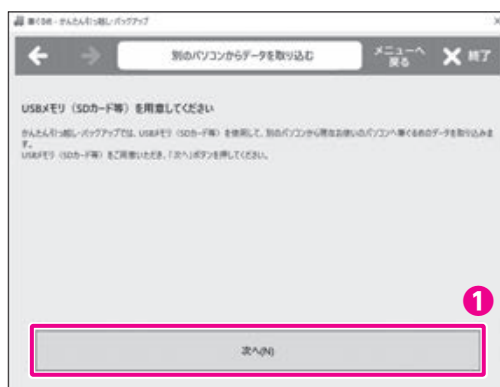 筆ぐるめ - かんたん引っ越し・バックアップ
別のパソコンからデータを取り込む
メニューへ
戻る
終了
USBメモリ（SDカード等）を用意してください
かんたん引っ越し・バックアップでは、USBメモリ（SDカード等）を使用して、別のパソコンから現在お使いのパソコンへ筆ぐるめのデータを取り込みま
す。
USBメモリ（SDカード等）をご用意いただき、「次へ」ボタンを押してください。
1
次へ(N)